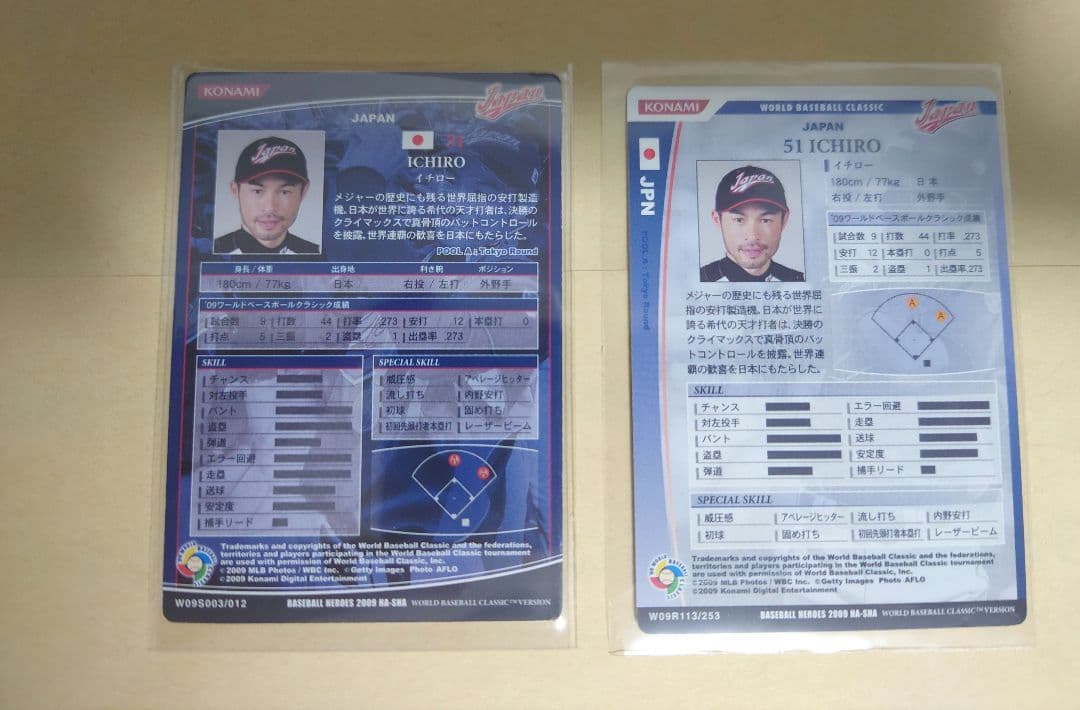 KONAMI
Japan
JAPAN
51
ICHIRO
イチロー
Japan
メジャーの歴史にも残る世界屈指の安打製造
機。日本が世界に誇る希代の天才打者は、決勝の
クライマックスで真骨頂のバットコントロール
を披露。世界連覇の歓喜を日本にもたらした。
POOL A : Tokyo Round
身長 / 体重 出身地 利き腕 ポジション
180cm / 77kg 日本 右投 / 左打 外野手
'09ワールドベースボールクラシック成績
試合数 9 打数 44 打率 .273 安打 12 本塁打 0
打点 5 三振 2 盗塁 1 出塁率 .273
SKILL
チャンス
対左投手
バント
盗塁
弾道
エラー回避
走塁
送球
安定度
捕手リード
SPECIAL SKILL
威圧感 アベレージヒッター
流し打ち 内野安打
初球 固め打ち
初回先頭打者本塁打 レーザービーム
A A
Trademarks and copyrights of the World Baseball Classic and the federations,
territories and players participating in the World Baseball Classic tournament
are used with permission of World Baseball Classic Inc.
©2009 MLB Photos / WBC Inc. ©Getty Images Photo AFLO
©2009 Konami Digital Entertainment
W09S003/012 BASEBALL HEROES 2009 HA-SHA WORLD BASEBALL CLASSIC™ VERSION
KONAMI
WORLD BASEBALL CLASSIC
Japan
JAPAN
51 ICHIRO
イチロー
JPN
POOL A : Tokyo Round
Japan
180cm / 77kg 日本
右投 / 左打 外野手
'09ワールドベースボールクラシック成績
試合数 9 打数 44 打率 .273
安打 12 本塁打 0 打点 5
三振 2 盗塁 1 出塁率 .273
メジャーの歴史にも残る世界屈
指の安打製造機。日本が世界に誇
る希代の天才打者は、決勝の
クライマックスで真骨頂のバッ
トコントロールを披露。世界連
覇の歓喜を日本にもたらした。
A
A
SKILL
チャンス エラー回避
対左投手 走塁
バント 送球
盗塁 安定度
弾道 捕手リード
SPECIAL SKILL
威圧感 アベレージヒッター 流し打ち 内野安打
初球 固め打ち 初回先頭打者本塁打 レーザービーム
Trademarks and copyrights of the World Baseball Classic and the federations,
territories and players participating in the World Baseball Classic tournament
are used with permission of World Baseball Classic Inc.
©2009 MLB Photos / WBC Inc. ©Getty Images Photo AFLO
©2009 Konami Digital Entertainment
W09R113/253 BASEBALL HEROES 2009 HA-SHA WORLD BASEBALL CLASSIC™ VERSION